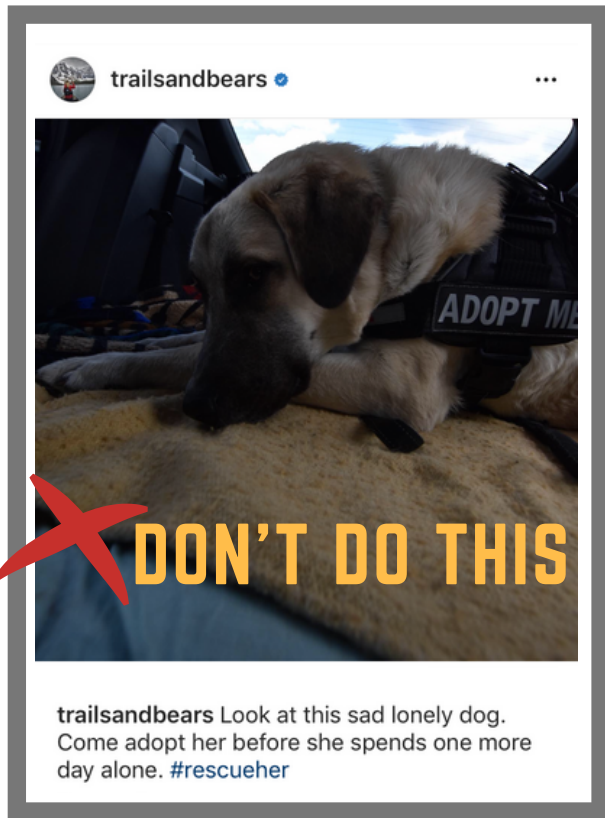 trailsandbears
ADOPT ME
DON'T DO THIS
trailsandbears Look at this sad lonely dog.
Come adopt her before she spends one more
day alone. #rescueher